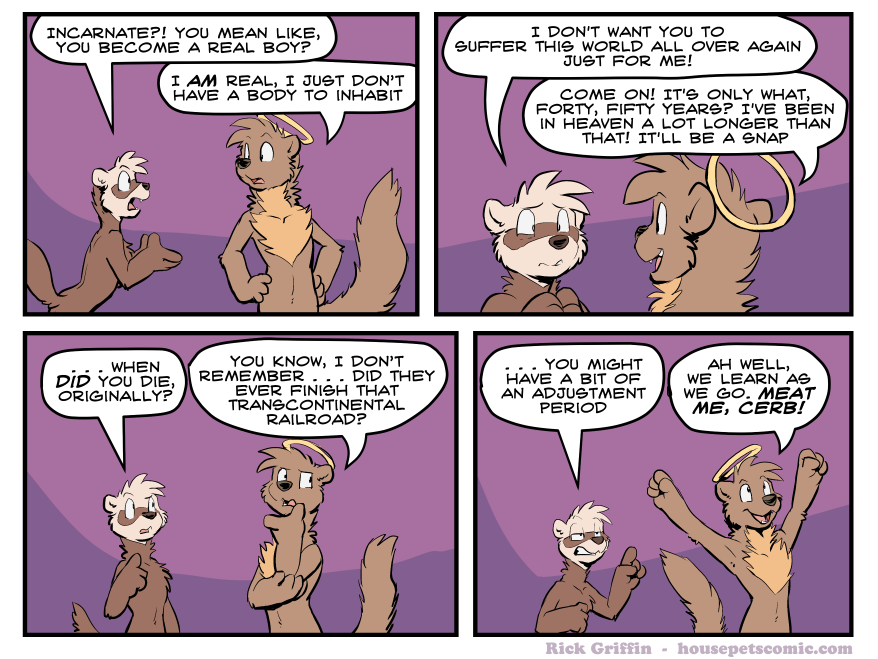 INCARNATE?! YOU MEAN LIKE,
YOU BECOME A REAL BOY?
I AM REAL, I JUST DON'T
HAVE A BODY TO INHABIT
I DON'T WANT YOU TO
SUFFER THIS WORLD ALL OVER AGAIN
JUST FOR ME!
COME ON! IT'S ONLY WHAT,
FORTY, FIFTY YEARS? I'VE BEEN
IN HEAVEN A LOT LONGER THAN
THAT! IT'LL BE A SNAP
. . . WHEN
DID YOU DIE,
ORIGINALLY?
YOU KNOW, I DON'T
REMEMBER . . . DID THEY
EVER FINISH THAT
TRANSCONTINENTAL
RAILROAD?
. . . YOU MIGHT
HAVE A BIT OF
AN ADJUSTMENT
PERIOD
AH WELL,
WE LEARN AS
WE GO. MEAT
ME, CERB!
Rick Griffin - housepetscomic.com